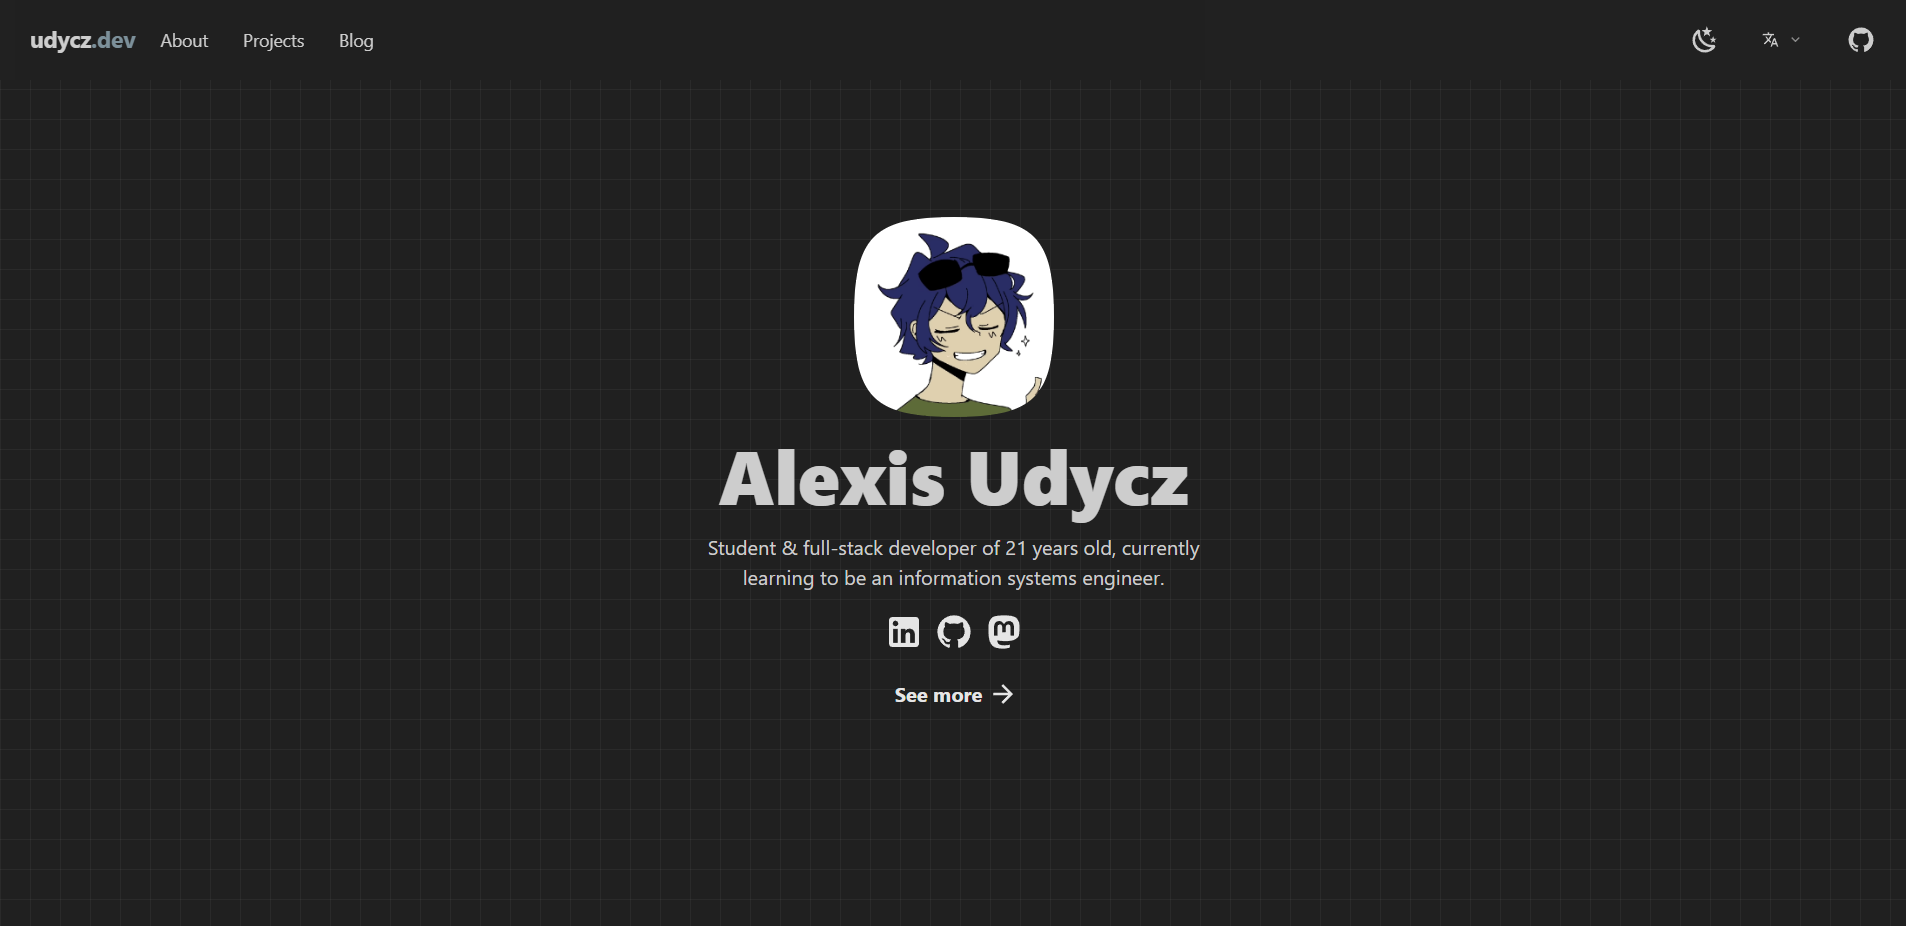 udycz.dev About Projects Blog
Alexis Udycz
Student & full-stack developer of 21 years old, currently
learning to be an information systems engineer.
See more